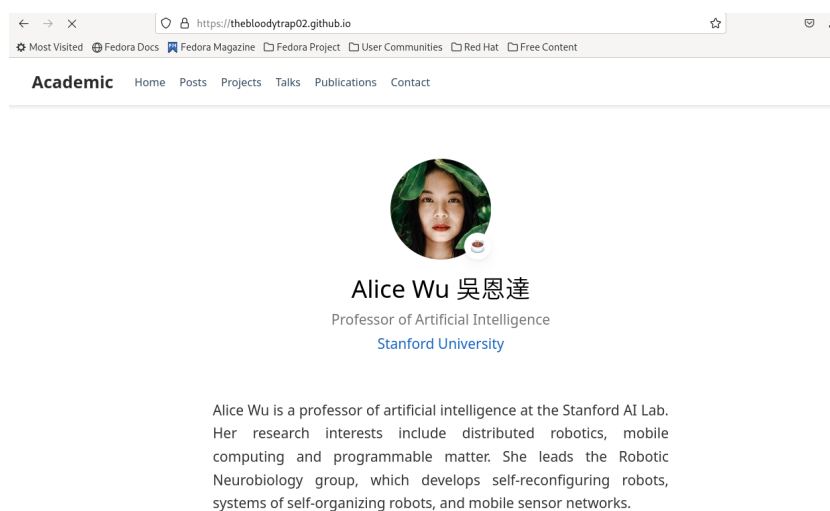 https://thebloodytrap02.github.io
Most Visited Fedora Docs Fedora Magazine Fedora Project User Communities Red Hat Free Content
Academic Home Posts Projects Talks Publications Contact
Alice Wu 吳恩達
Professor of Artificial Intelligence
Stanford University
Alice Wu is a professor of artificial intelligence at the Stanford AI Lab.
Her research interests include distributed robotics, mobile
computing and programmable matter. She leads the Robotic
Neurobiology group, which develops self-reconfiguring robots,
systems of self-organizing robots, and mobile sensor networks.